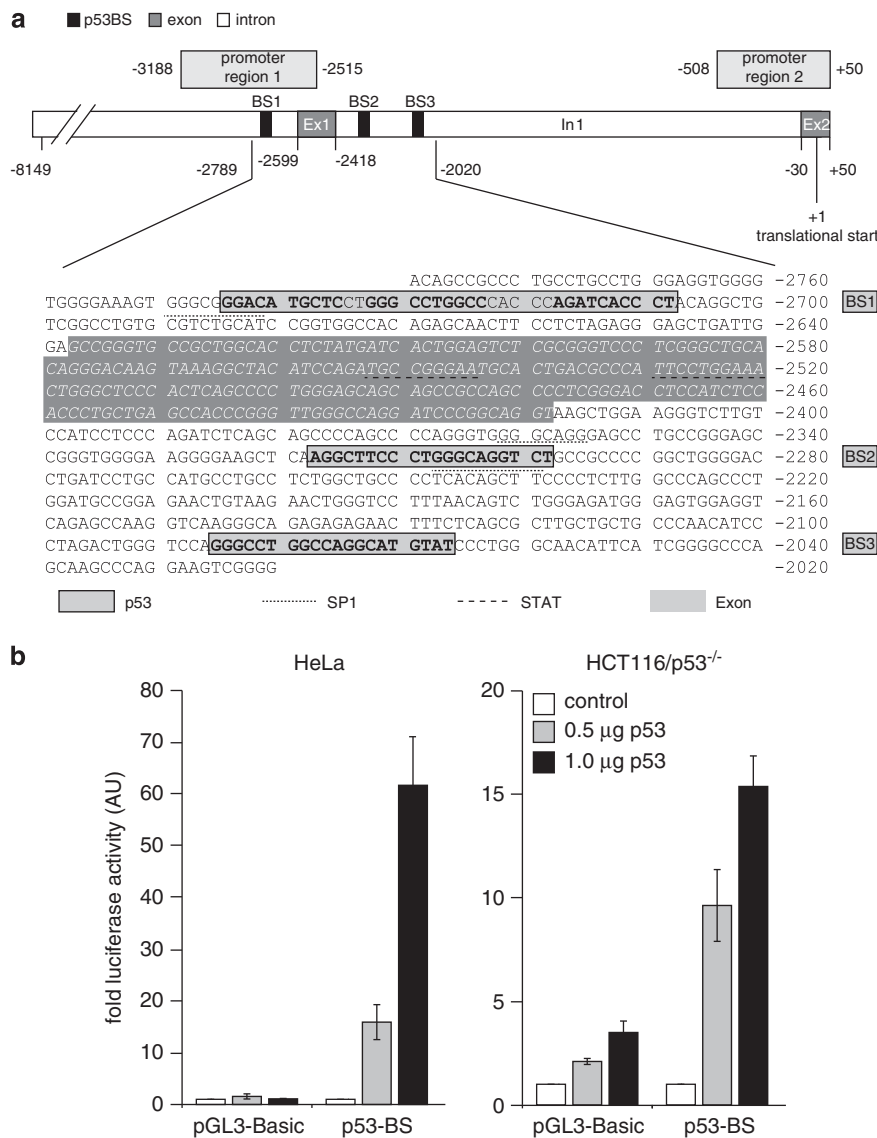 a
p53BS exon intron
-3188 promoter region 1 -2515
-508 promoter region 2 +50
BS1 BS2 BS3
Ex1 In1 Ex2
-8149 -2789 -2599 -2418 -2020 -30 +50
+1
translational start
ACAGCCGCCC TGCCTGCCTG GGAGGTGGGG -2760
TGGGGAAAGT GGGCGGGACA TGCTCCTGGG CCTGGCCCAC CCAGATCACC CTACAGGCTG -2700 BS1
TCGGCCTGTG CGTCTGCATC CGGTGGCCAC AGAGCAACTT CCTCTAGAGG GAGCTGATTG -2640
GAGCCGGGTG CCGCTGGCAC CTCTATGATC ACTGGAGTCT CGCGGGTCCC TCGGGCTGCA -2580
CAGGGACAAG TAAAGGCTAC ATCCAGATGC CGGGAATGCA CTGACGCCCA TTCCTGGAAA -2520
CTGGGCTCCC ACTCAGCCCC TGGGAGCAGC AGCCGCCAGC CCCTCGGGAC CTCCATCTCC -2460
ACCCTGCTGA GCCACCCGGG TTGGGCCAGG ATCCCGGCAG GTAAGCTGGA AGGGTCTTGT -2400
CCATCCTCCC AGATCTCAGC AGCCCCAGCC CCAGGGTGGG GCAGGGAGCC TGCCGGGAGC -2340
CGGGTGGGGA AGGGGAAGCT CAAGGCTTCC CTGGGCAGGT CTGCCGCCCC GGCTGGGGAC -2280 BS2
CTGATCCTGC CATGCCTGCC TCTGGCTGCC CCTCACAGCT TCCCATCCTC TTGGCCCAGCCCT -2220
GGATGCCGGA GAACTGTAAG AACTGGGTCC TTTAACAGTC TGGGAGATGG GAGTGGAGGT -2160
CAGAGCCAAG GTCAAGGGCA GAGAGAGAAC TTTCTCAGCG CTTGCTGCTG CCCAACATCC -2100
CTAGACTGGG TCCAGGGCCT GGCCAGGCAT GTATCCCTGG GCAACATTCA TCGGGGCCCA -2040 BS3
GCAAGCCCAG GAAGTCGGGG -2020
p53 SP1 STAT Exon
b
HeLa
fold luciferase activity (AU)
80
70
60
50
40
30
20
10
0
pGL3-Basic p53-BS
HCT116/p53-/-
control
0.5 µg p53
1.0 µg p53
20
15
10
5
0
pGL3-Basic p53-BS